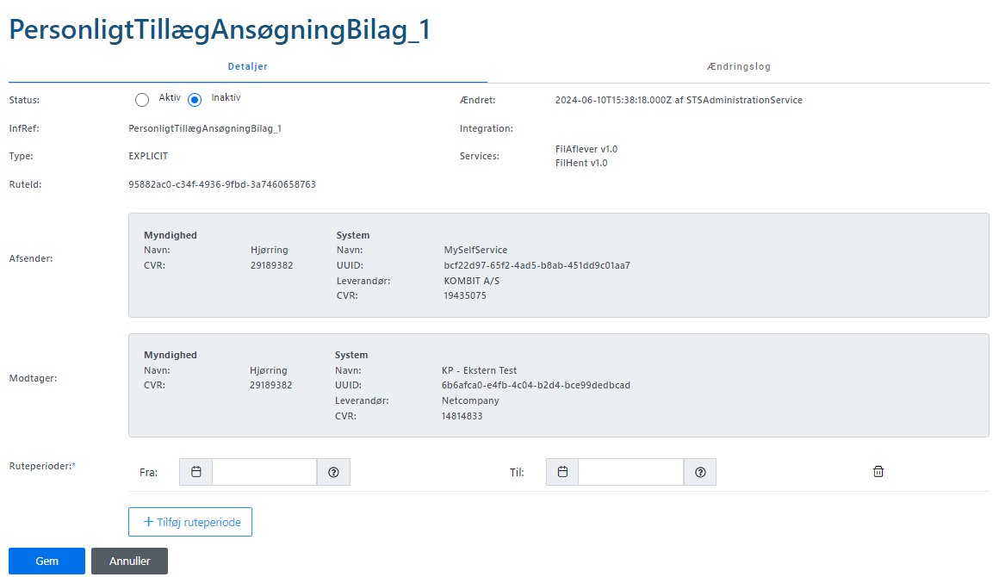 PersonligtTillægAnsøgningBilag_1
Detaljer Ændringslog
Status: Aktiv Inaktiv Ændret: 2024-06-10T15:38:18.000Z af STSAdministrationService
InfRef: PersonligtTillægAnsøgningBilag_1 Integration:
Type: EXPLICIT Services: FilAflever v1.0
FilHent v1.0
RuteId: 95882ac0-c34f-4936-9fbd-3a7460658763
Afsender:
Myndighed System
Navn: Hjørring Navn: MySelfService
CVR: 29189382 UUID: bcf22d97-65f2-4ad5-b8ab-451dd9c01aa7
Leverandør: KOMBIT A/S
CVR: 19435075
Modtager:
Myndighed System
Navn: Hjørring Navn: KP - Ekstern Test
CVR: 29189382 UUID: 6b6afca0-e4fb-4c04-b2d4-bce99dedbcad
Leverandør: Netcompany
CVR: 14814833
Ruteperioder:*
Fra: Til:
+ Tilføj ruteperiode
Gem Annuller